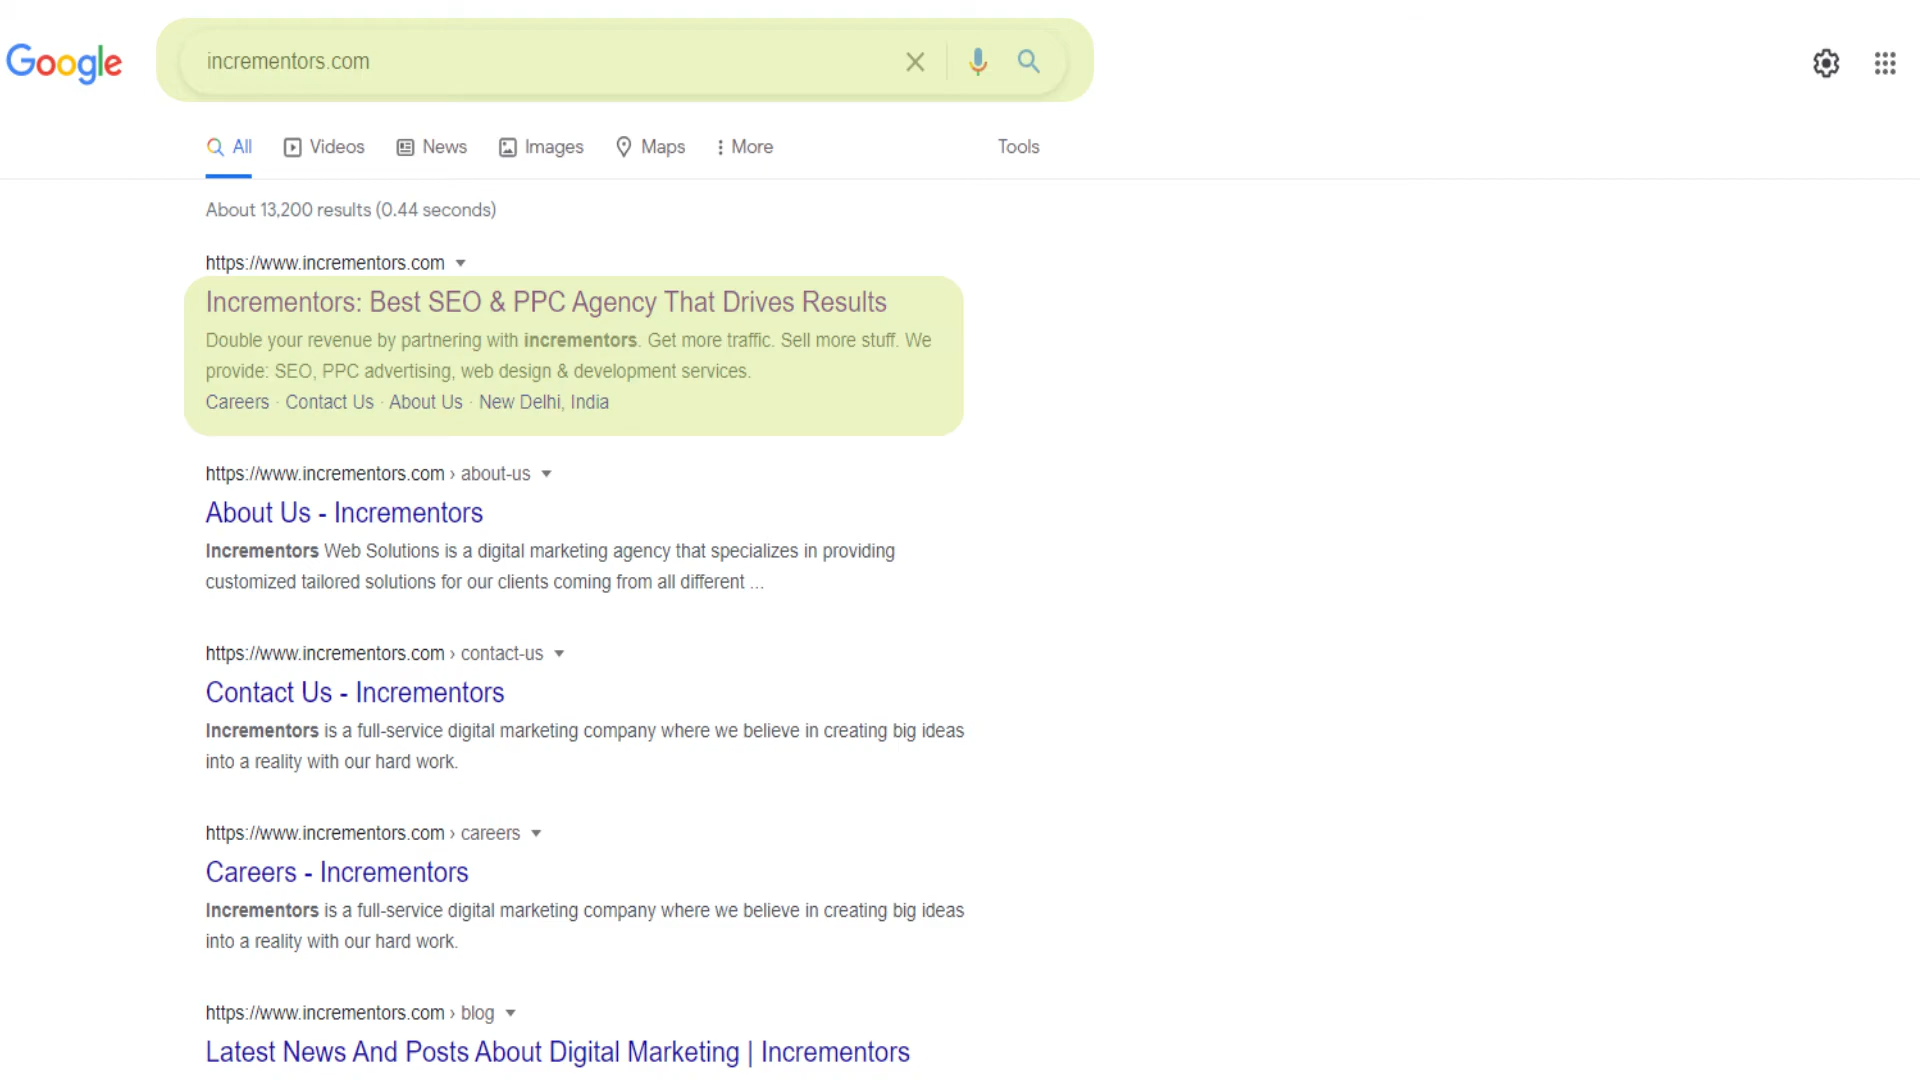 Google
incrementors.com
All Videos News Images Maps More Tools
About 13,200 results (0.44 seconds)
https://www.incrementors.com
Incrementors: Best SEO & PPC Agency That Drives Results
Double your revenue by partnering with incrementors. Get more traffic. Sell more stuff. We
provide: SEO, PPC advertising, web design & development services.
Careers · Contact Us · About Us · New Delhi, India
https://www.incrementors.com › about-us
About Us - Incrementors
Incrementors Web Solutions is a digital marketing agency that specializes in providing
customized tailored solutions for our clients coming from all different ...
https://www.incrementors.com › contact-us
Contact Us - Incrementors
Incrementors is a full-service digital marketing company where we believe in creating big ideas
into a reality with our hard work.
https://www.incrementors.com › careers
Careers - Incrementors
Incrementors is a full-service digital marketing company where we believe in creating big ideas
into a reality with our hard work.
https://www.incrementors.com › blog
Latest News And Posts About Digital Marketing | Incrementors